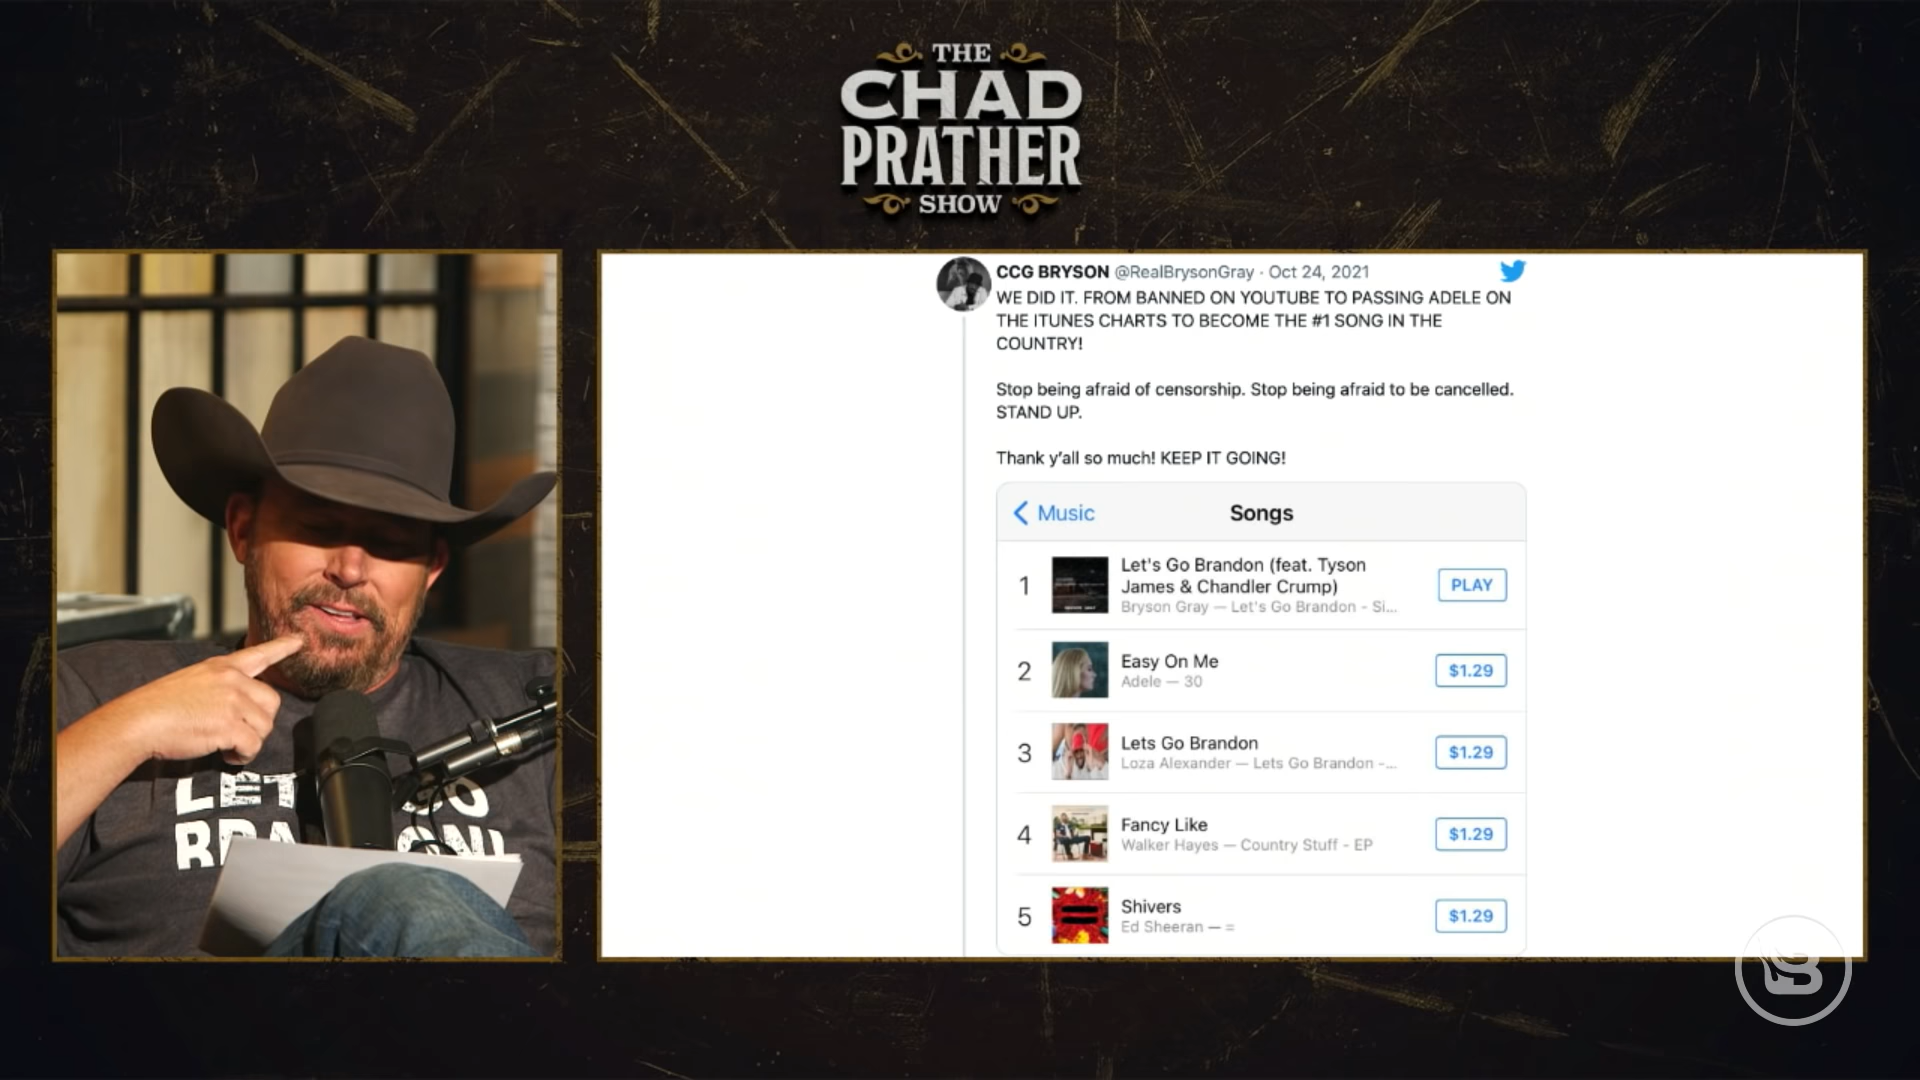 THE
CHAD
PRATHER
SHOW
LET GO
CCG BRYSON @RealBrysonGray · Oct 24, 2021
WE DID IT. FROM BANNED ON YOUTUBE TO PASSING ADELE ON
THE ITUNES CHARTS TO BECOME THE #1 SONG IN THE
COUNTRY!
Stop being afraid of censorship. Stop being afraid to be cancelled.
STAND UP.
Thank y'all so much! KEEP IT GOING!
Music Songs
1 Let's Go Brandon (feat. Tyson
James & Chandler Crump) PLAY
Bryson Gray — Let's Go Brandon - Si...
2 Easy On Me $1.29
Adele — 30
3 Lets Go Brandon $1.29
Loza Alexander — Lets Go Brandon -...
4 Fancy Like $1.29
Walker Hayes — Country Stuff - EP
5 Shivers $1.29
Ed Sheeran — =
B